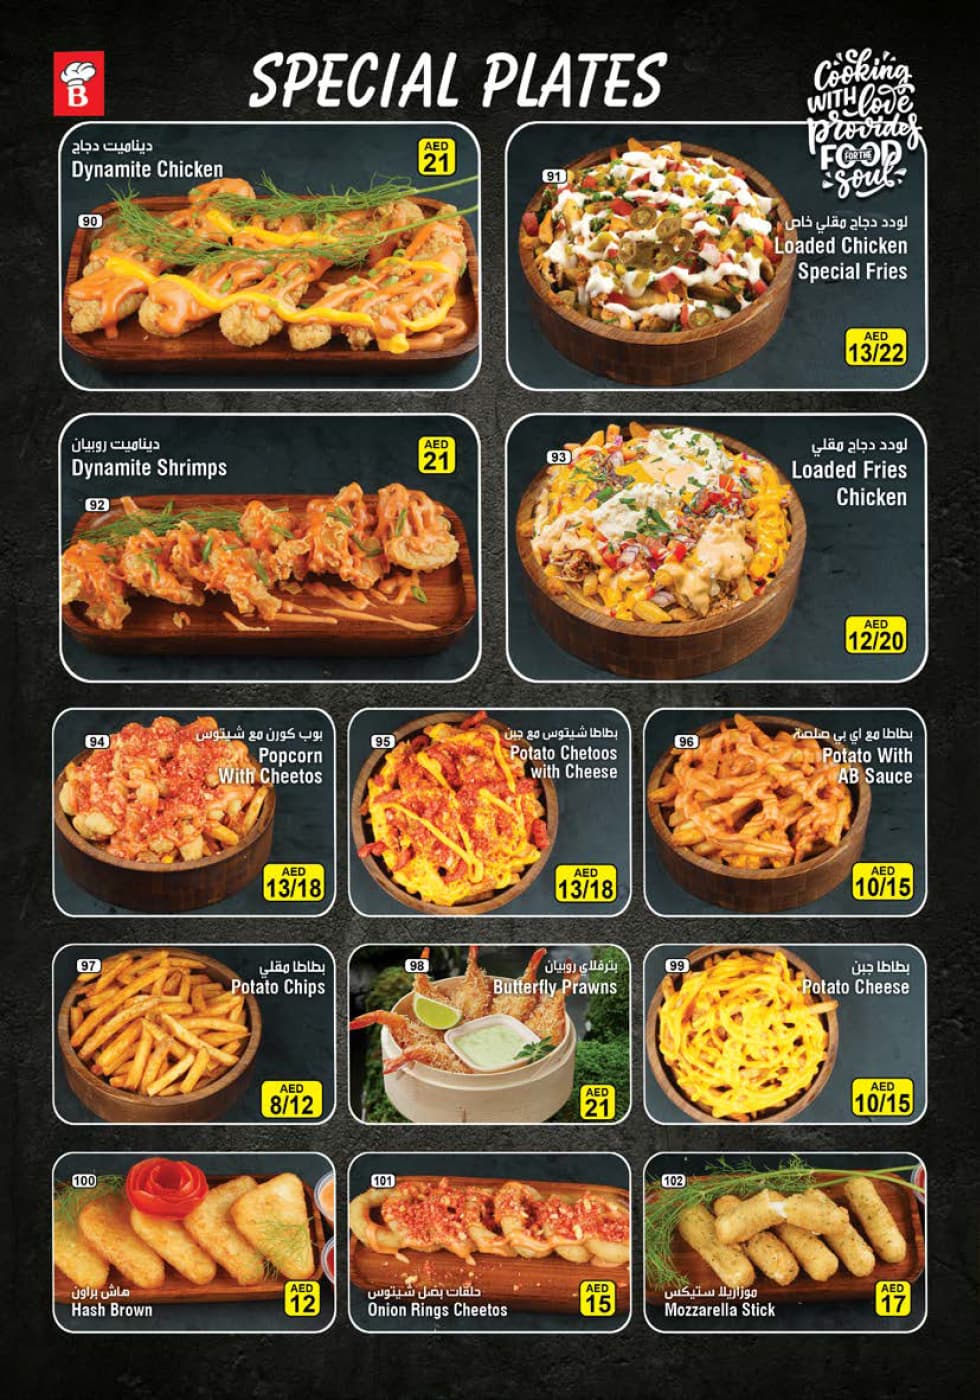 B
SPECIAL PLATES
Cooking
WITH love
provides
FOOD
FOR THE
Soul
ديناميت دجاج
Dynamite Chicken
AED
21
90
91
لودد دجاج مقلي خاص
Loaded Chicken
Special Fries
AED
13/22
ديناميت روبيان
Dynamite Shrimps
AED
21
92
93
لودد دجاج مقلي
Loaded Fries
Chicken
AED
12/20
94
بوب كورن مع شيتوس
Popcorn
With Cheetos
AED
13/18
95
بطاطا شيتوس مع جبن
Potato Chetoos
with Cheese
AED
13/18
96
بطاطا مع اي بي صلصة
Potato With
AB Sauce
AED
10/15
97
بطاطا مقلي
Potato Chips
AED
8/12
98
بترفلاي روبيان
Butterfly Prawns
AED
21
99
بطاطا جبن
Potato Cheese
AED
10/15
100
هاش براون
Hash Brown
AED
12
101
حلقات بصل شيتوس
Onion Rings Cheetos
AED
15
102
موزاريلا ستيكس
Mozzarella Stick
AED
17